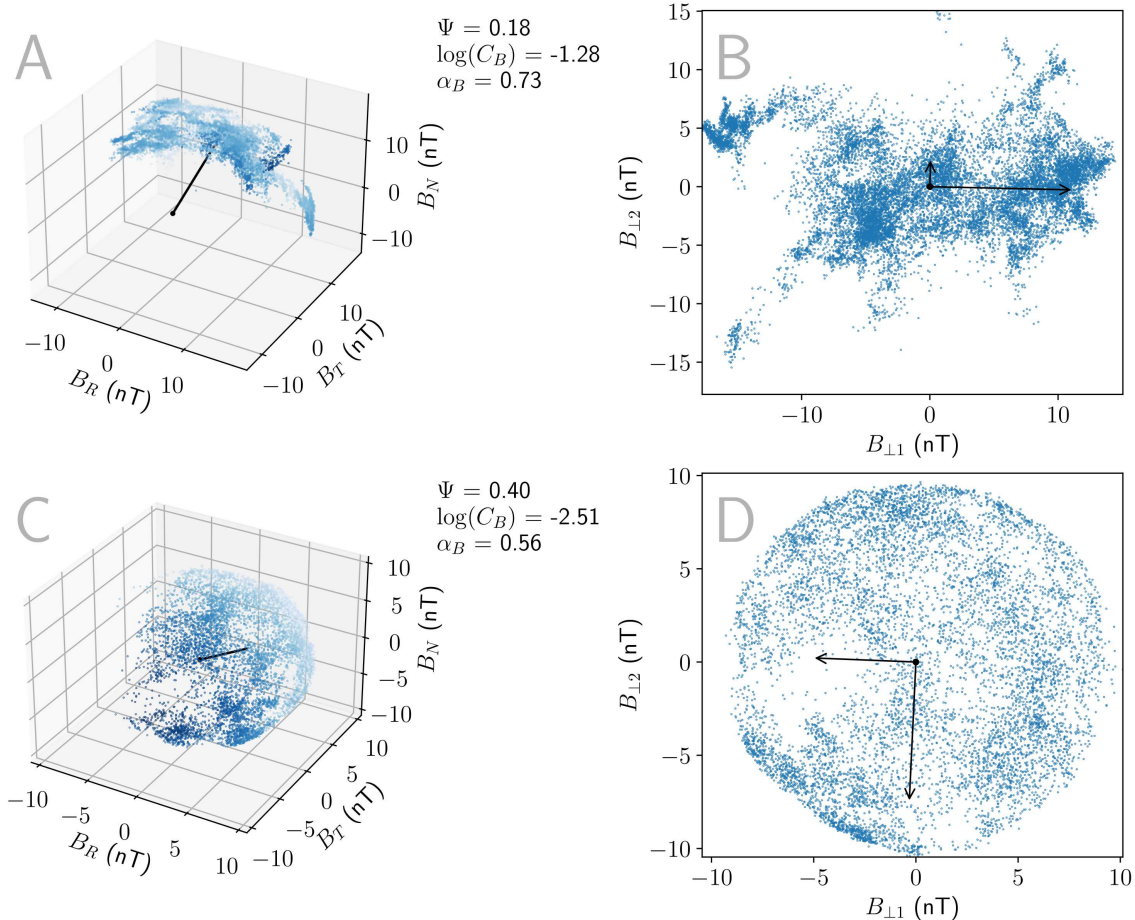 A
Ψ = 0.18
log(C_B) = -1.28
α_B = 0.73
10
0
−10
B_N (nT)
−10
0
10
B_R (nT)
−10
0
10
B_T (nT)
B
15
10
5
0
−5
−10
−15
B_⊥2 (nT)
−10
0
10
B_⊥1 (nT)
C
Ψ = 0.40
log(C_B) = -2.51
α_B = 0.56
10
5
0
−5
−10
B_N (nT)
−10
−5
0
5
10
B_R (nT)
−10
−5
0
5
10
B_T (nT)
D
10
5
0
−5
−10
B_⊥2 (nT)
−10
−5
0
5
10
B_⊥1 (nT)